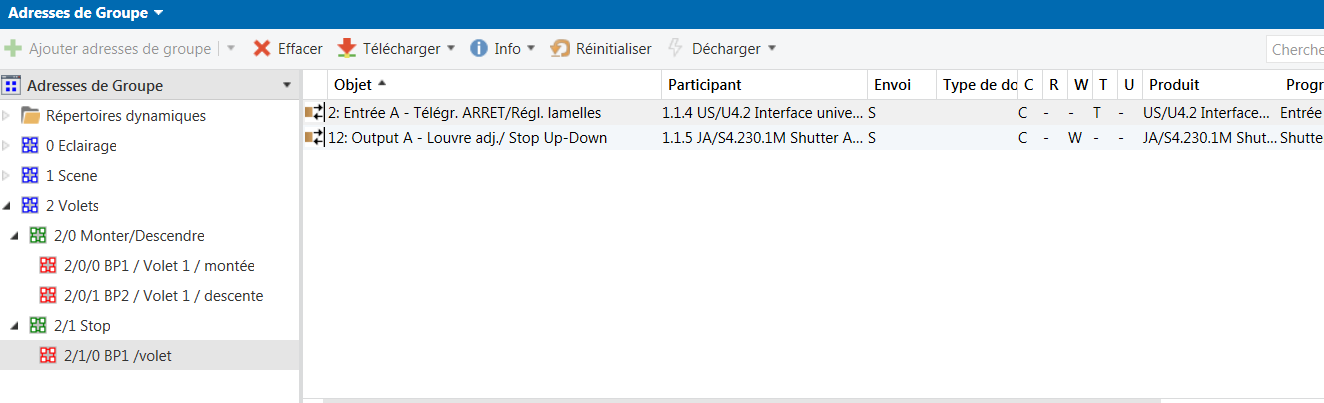 Adresses de Groupe
Ajouter adresses de groupe Effacer Télécharger Info Réinitialiser Décharger Cherche
Adresses de Groupe
Objet Participant Envoi Type de do C R W T U Produit Progr
2: Entrée A - Télégr. ARRET/Régl. lamelles 1.1.4 US/U4.2 Interface unive... S C - - T - US/U4.2 Interface... Entrée
12: Output A - Louvre adj./ Stop Up-Down 1.1.5 JA/S4.230.1M Shutter A... S C - W - - JA/S4.230.1M Shut... Shutte
Répertoires dynamiques
0 Eclairage
1 Scene
2 Volets
2/0 Monter/Descendre
2/0/0 BP1 / Volet 1 / montée
2/0/1 BP2 / Volet 1 / descente
2/1 Stop
2/1/0 BP1 /volet